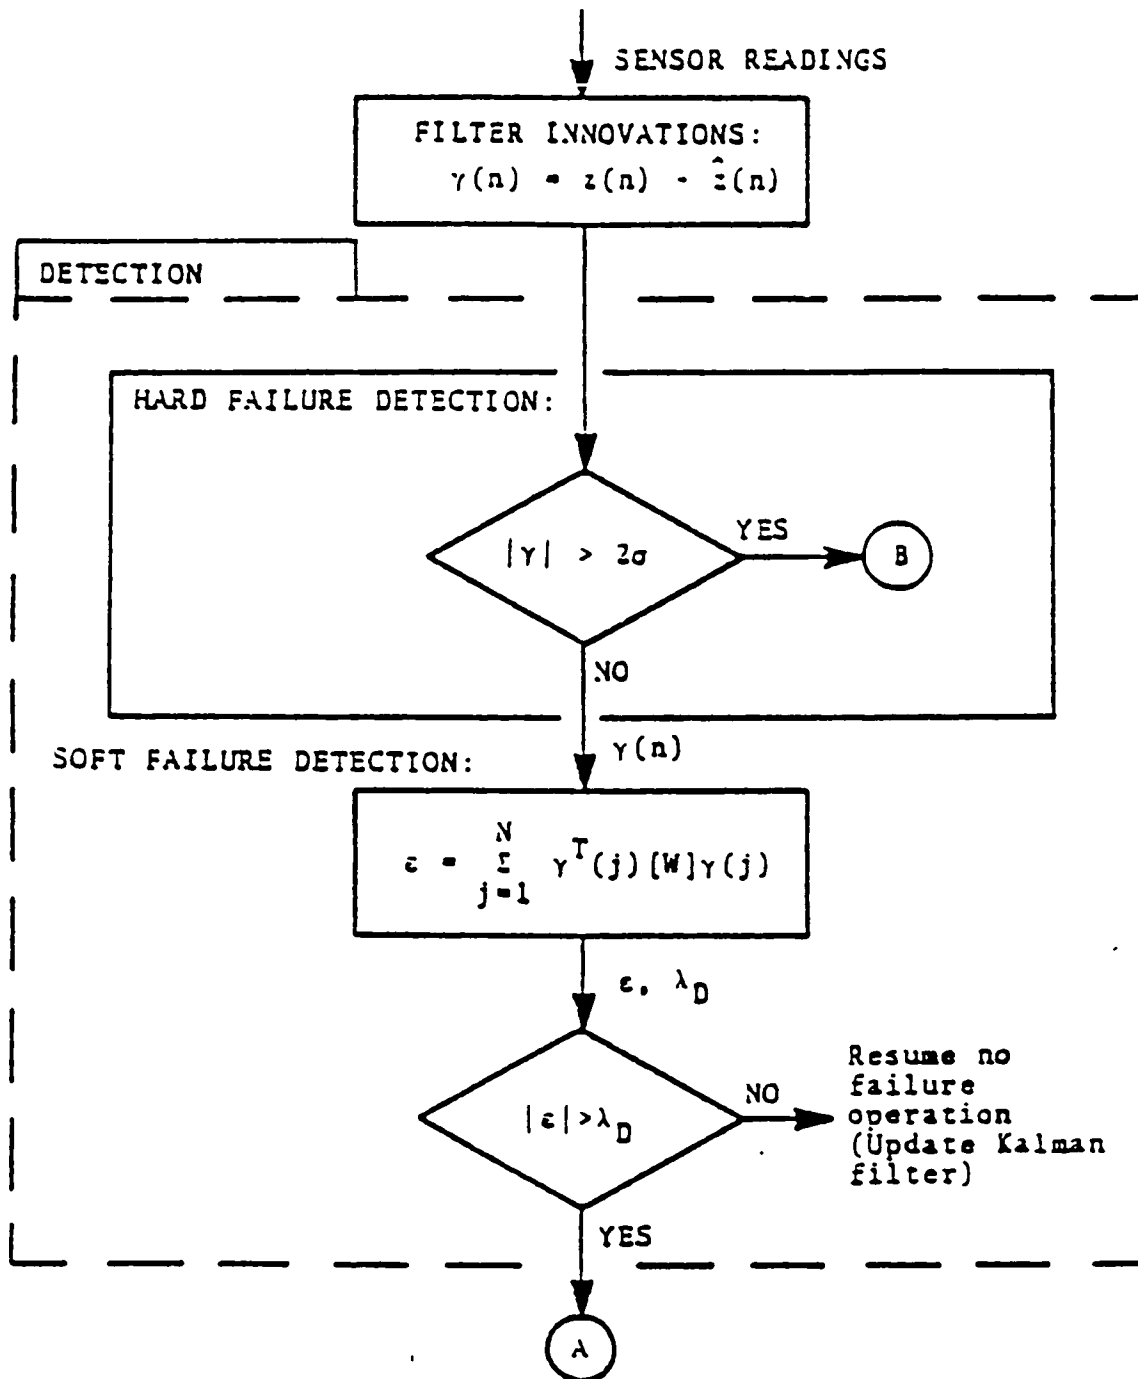 SENSOR READINGS
FILTER INNOVATIONS:
γ(n) = z(n) - ẑ(n)
DETECTION
HARD FAILURE DETECTION:
|γ| > 2σ
YES
B
NO
γ(n)
SOFT FAILURE DETECTION:
N
ε = Σ γᵀ(j)[W]γ(j)
j=1
ε, λ_D
|ε|>λ_D
NO
Resume no
failure
operation
(Update Kalman
filter)
YES
A